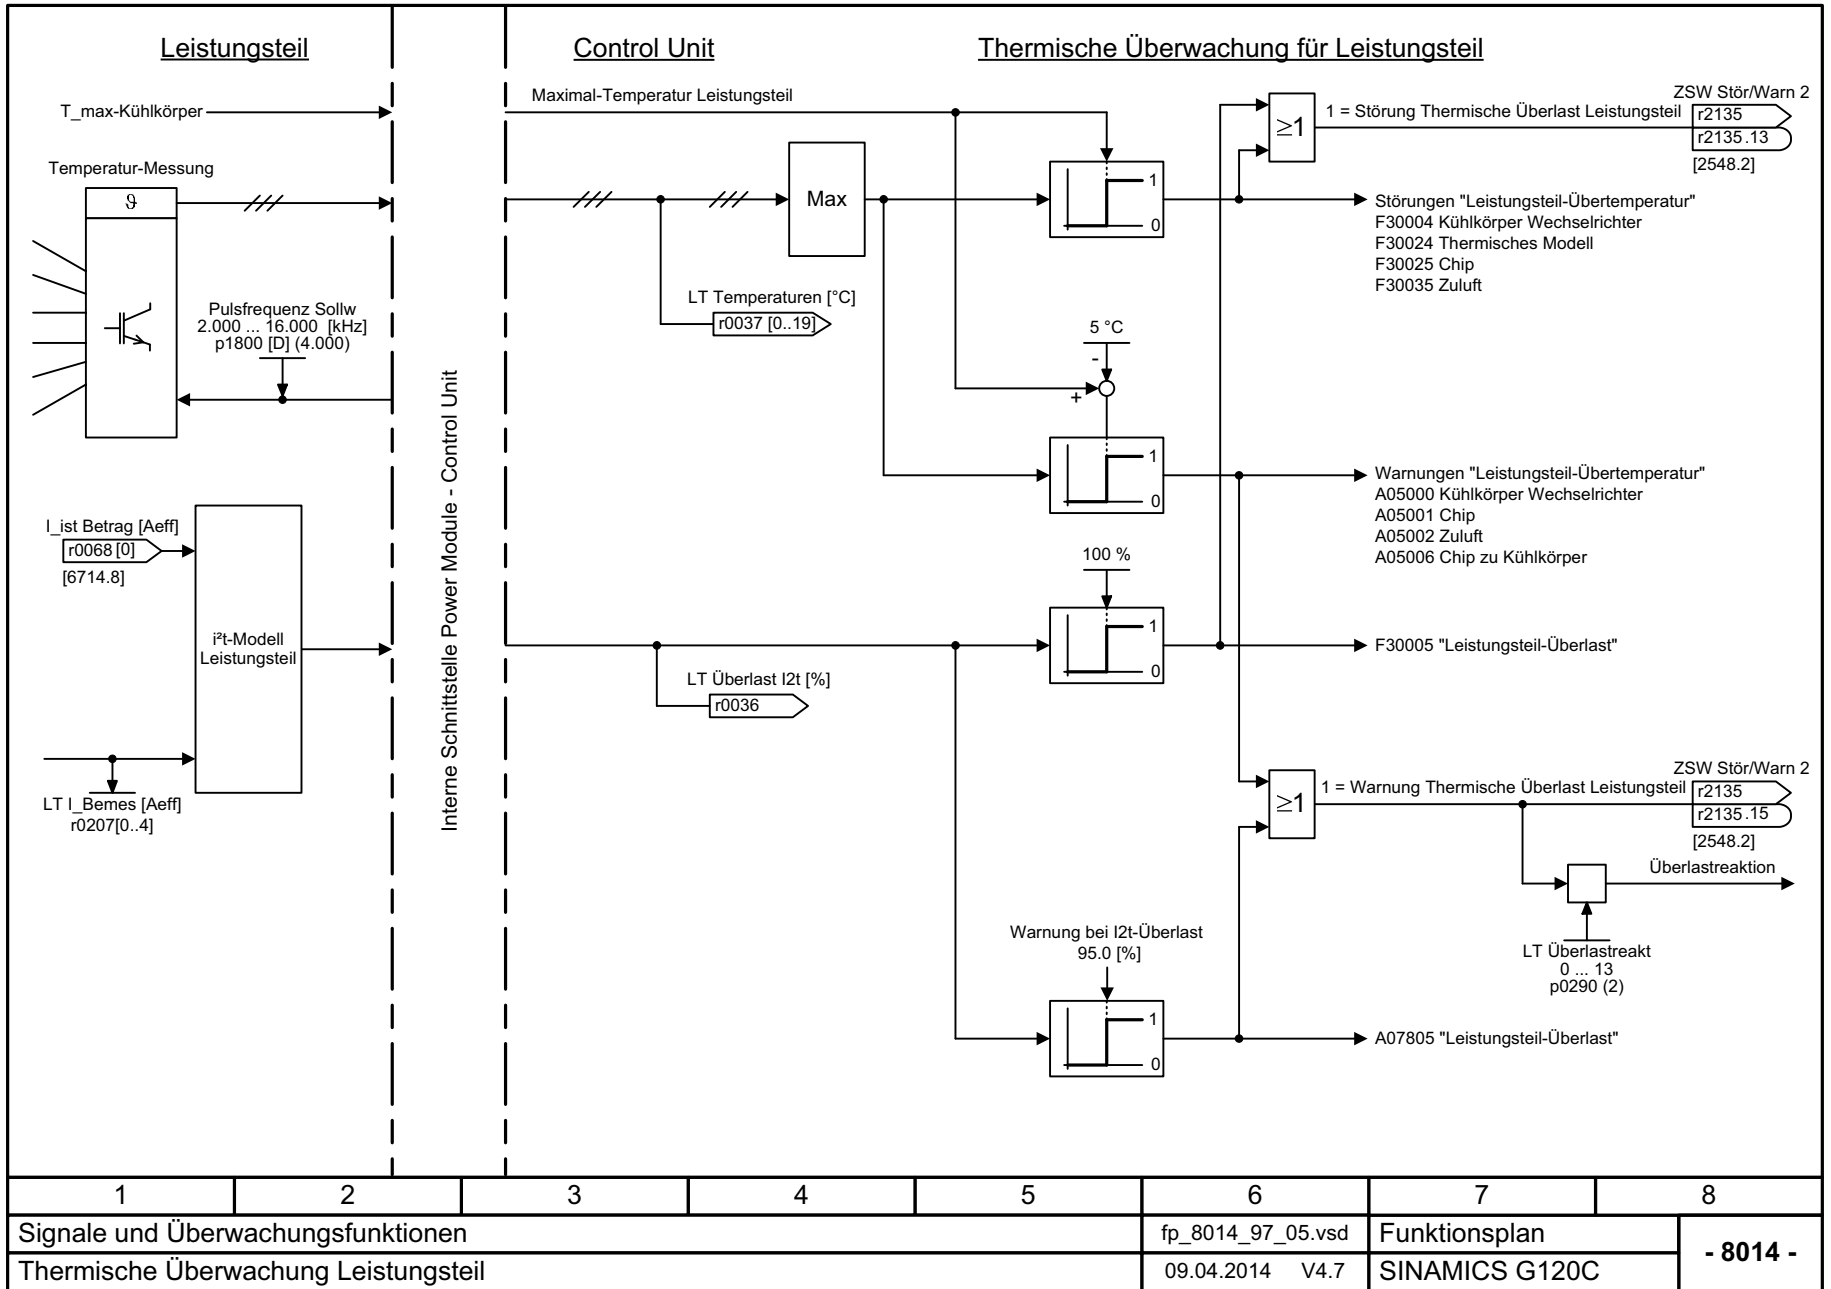 Leistungsteil
Control Unit
Thermische Überwachung für Leistungsteil
T_max-Kühlkörper
Maximal-Temperatur Leistungsteil
≥1
1 = Störung Thermische Überlast Leistungsteil
ZSW Stör/Warn 2
r2135
r2135.13
[2548.2]
Temperatur-Messung
ϑ
Max
1
0
Störungen "Leistungsteil-Übertemperatur"
F30004 Kühlkörper Wechselrichter
F30024 Thermisches Modell
F30025 Chip
F30035 Zuluft
LT Temperaturen [°C]
r0037 [0..19]
Pulsfrequenz Sollw
2.000 ... 16.000 [kHz]
p1800 [D] (4.000)
5 °C
-
+
Interne Schnittstelle Power Module - Control Unit
1
0
Warnungen "Leistungsteil-Übertemperatur"
A05000 Kühlkörper Wechselrichter
A05001 Chip
A05002 Zuluft
A05006 Chip zu Kühlkörper
I_ist Betrag [Aeff]
r0068 [0]
[6714.8]
i²t-Modell
Leistungsteil
100 %
1
0
F30005 "Leistungsteil-Überlast"
LT Überlast I2t [%]
r0036
LT I_Bemes [Aeff]
r0207[0..4]
≥1
1 = Warnung Thermische Überlast Leistungsteil
ZSW Stör/Warn 2
r2135
r2135.15
[2548.2]
Überlastreaktion
LT Überlastreakt
0 ... 13
p0290 (2)
Warnung bei I2t-Überlast
95.0 [%]
1
0
A07805 "Leistungsteil-Überlast"
1 2 3 4 5 6 7 8
Signale und Überwachungsfunktionen
fp_8014_97_05.vsd
Funktionsplan
- 8014 -
Thermische Überwachung Leistungsteil
09.04.2014 V4.7
SINAMICS G120C